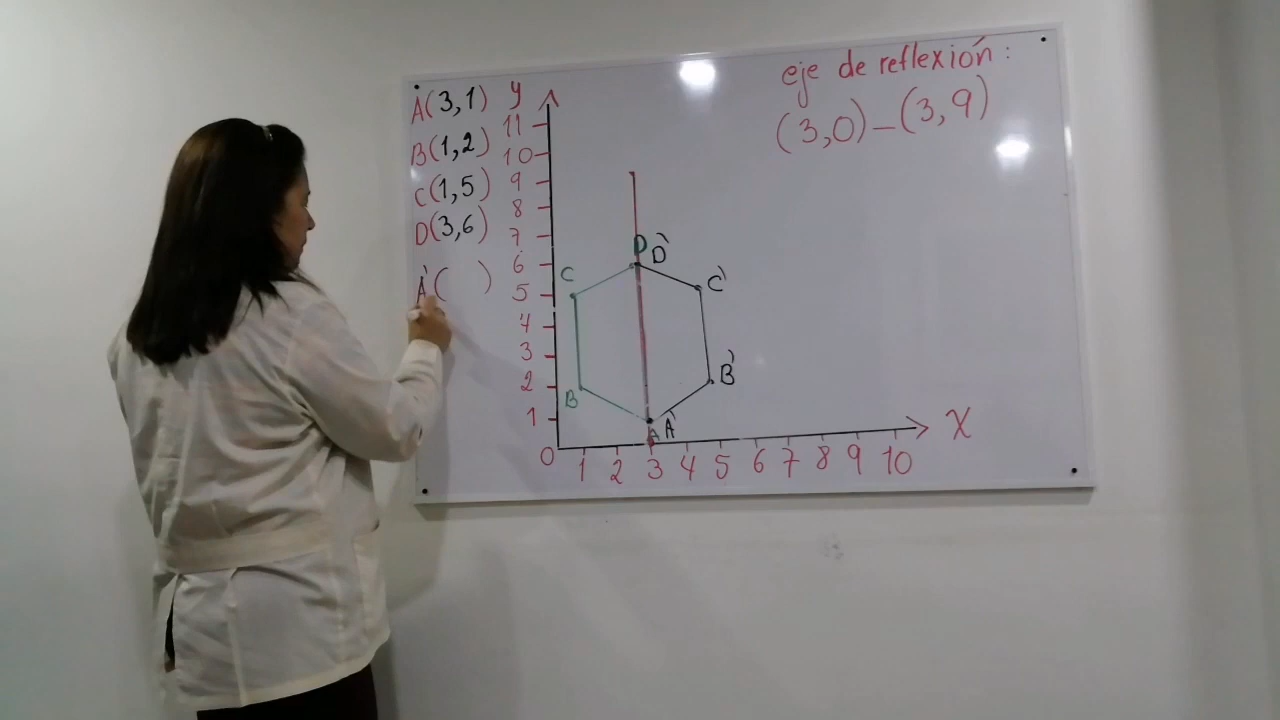 A(3,1)
B(1,2)
C(1,5)
D(3,6)
A`( )
y
11
10
9
8
7
6
5
4
3
2
1
0
1 2 3 4 5 6 7 8 9 10
X
D D`
C C`
B B`
A A`
eje de reflexión:
(3,0)–(3,9)